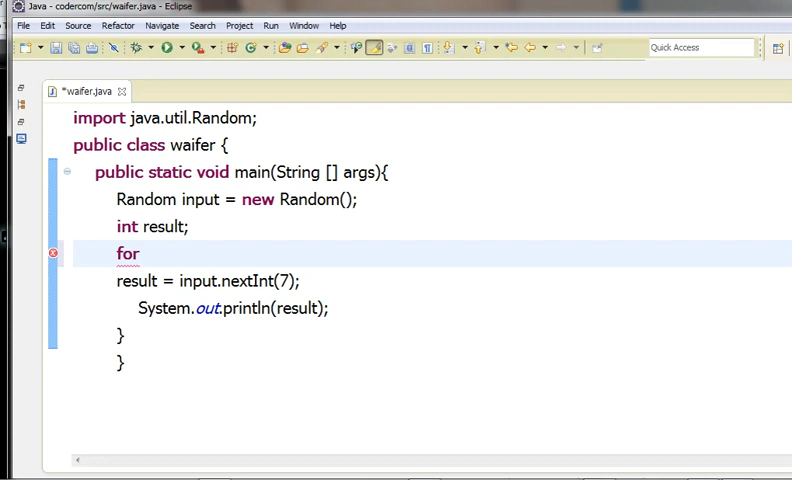 Java - codercom/src/waifer.java - Eclipse
File Edit Source Refactor Navigate Search Project Run Window Help
Quick Access
*waifer.java
import java.util.Random;
public class waifer {
public static void main(String [] args){
Random input = new Random();
int result;
for
result = input.nextInt(7);
System.out.println(result);
}
}